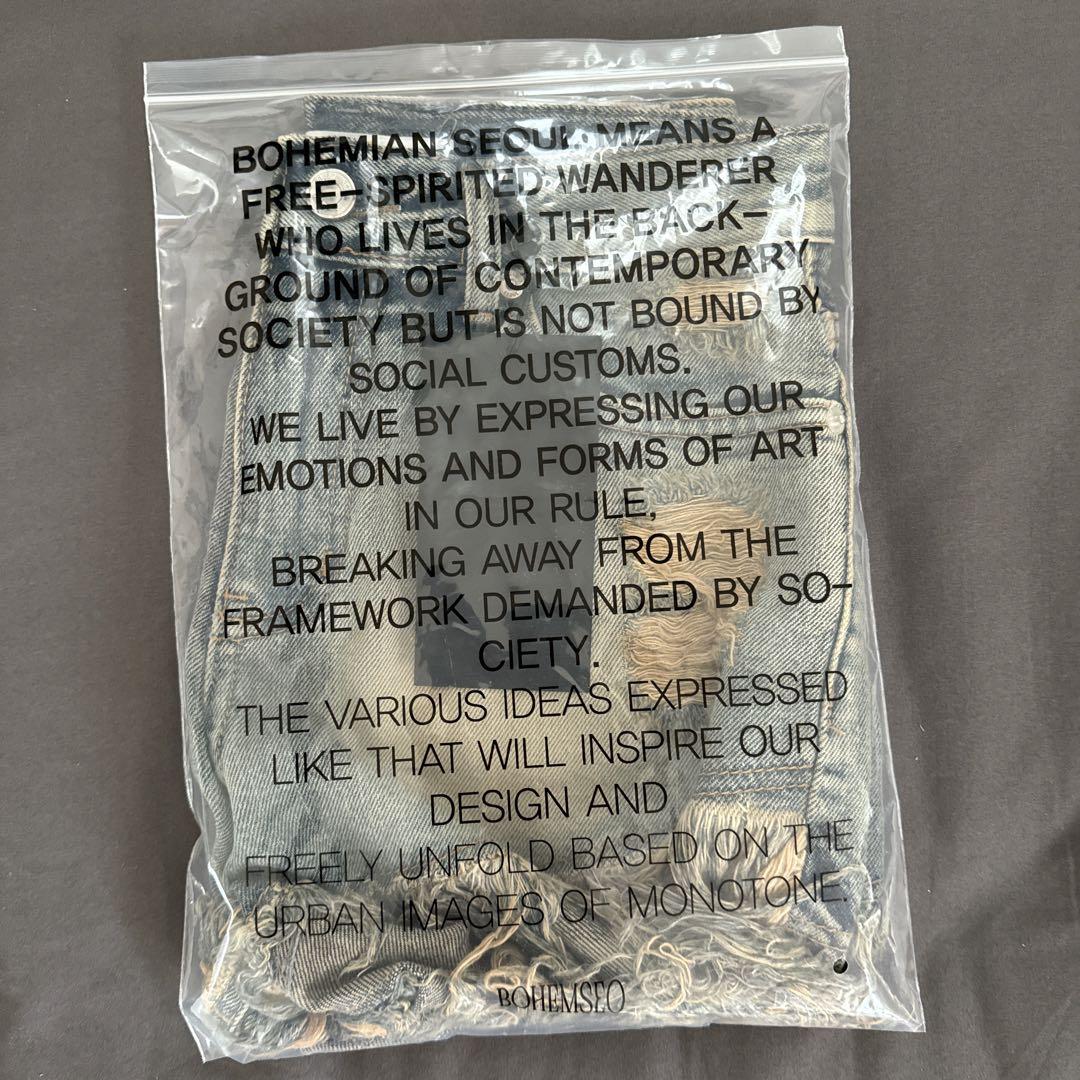 BOHEMIAN SEOUL MEANS A
FREE-SPIRITED WANDERER
WHO LIVES IN THE BACK-
GROUND OF CONTEMPORARY
SOCIETY BUT IS NOT BOUND BY
SOCIAL CUSTOMS.
WE LIVE BY EXPRESSING OUR
EMOTIONS AND FORMS OF ART
IN OUR RULE,
BREAKING AWAY FROM THE
FRAMEWORK DEMANDED BY SO-
CIETY.
THE VARIOUS IDEAS EXPRESSED
LIKE THAT WILL INSPIRE OUR
DESIGN AND
FREELY UNFOLD BASED ON THE
URBAN IMAGES OF MONOTONE.
BOHEMSEO